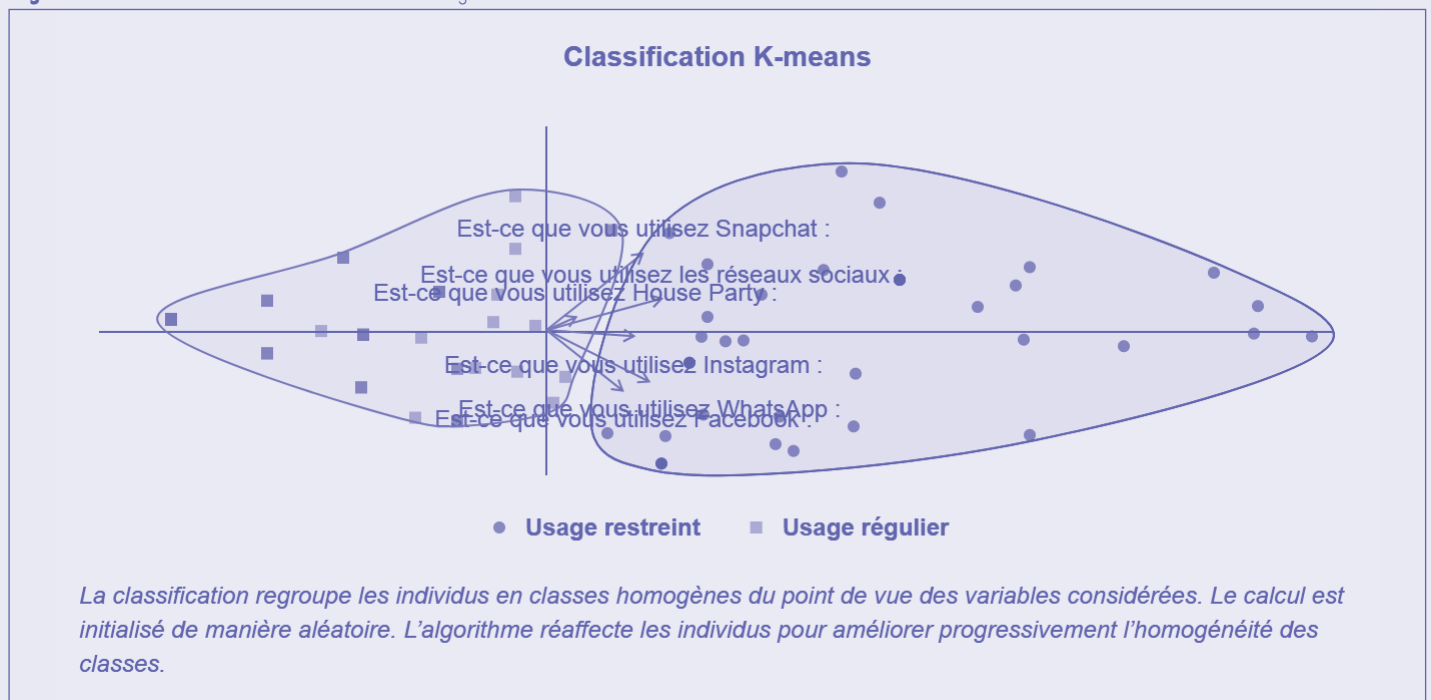 Classification K-means
Est-ce que vous utilisez Snapchat :
Est-ce que vous utilisez les réseaux sociaux :
Est-ce que vous utilisez House Party :
Est-ce que vous utilisez Instagram :
Est-ce que vous utilisez WhatsApp :
Est-ce que vous utilisez Facebook :
Usage restreint Usage régulier
La classification regroupe les individus en classes homogènes du point de vue des variables considérées. Le calcul est
initialisé de manière aléatoire. L’algorithme réaffecte les individus pour améliorer progressivement l’homogénéité des
classes.